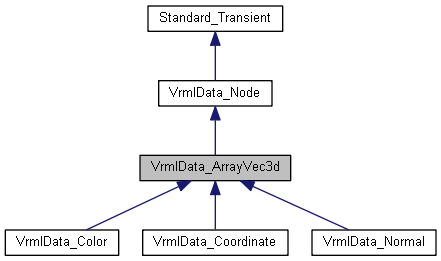 Standard_Transient
VrmlData_Node
VrmlData_ArrayVec3d
VrmlData_Color
VrmlData_Coordinate
VrmlData_Normal